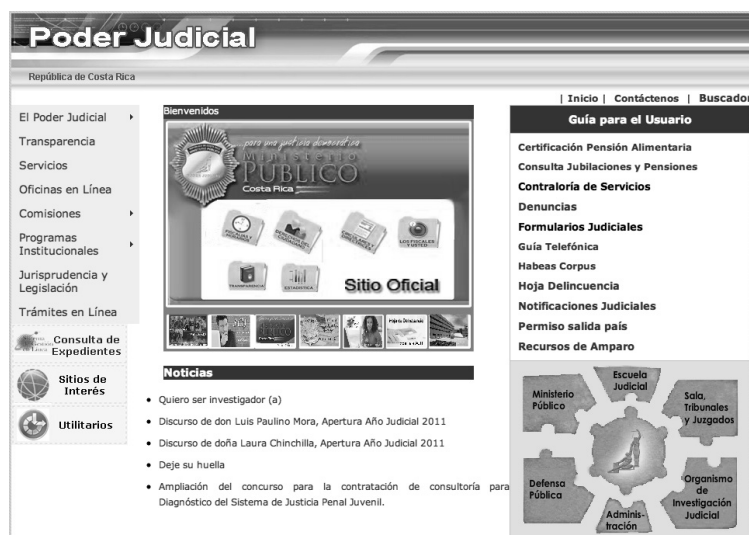 Poder Judicial
República de Costa Rica
| Inicio | Contáctenos | Buscador
El Poder Judicial
Transparencia
Servicios
Oficinas en Línea
Comisiones
Programas
Institucionales
Jurisprudencia y
Legislación
Trámites en Línea
Consulta de
Expedientes
Sitios de
Interés
Utilitarios
Bienvenidos
...para una justicia democrática
Ministerio
PUBLICO
Costa Rica
TRANSPARENCIA
ESTADISTICA
Sitio Oficial
Noticias
Quiero ser investigador (a)
Discurso de don Luis Paulino Mora, Apertura Año Judicial 2011
Discurso de doña Laura Chinchilla, Apertura Año Judicial 2011
Deje su huella
Ampliación del concurso para la contratación de consultoría para
Diagnóstico del Sistema de Justicia Penal Juvenil.
Guía para el Usuario
Certificación Pensión Alimentaria
Consulta Jubilaciones y Pensiones
Contraloría de Servicios
Denuncias
Formularios Judiciales
Guía Telefónica
Habeas Corpus
Hoja Delincuencia
Notificaciones Judiciales
Permiso salida país
Recursos de Amparo
Escuela
Judicial
Ministerio
Público
Sala,
Tribunales
y Juzgados
Defensa
Pública
Organismo
de
Investigación
Judicial
Adminis-
tración